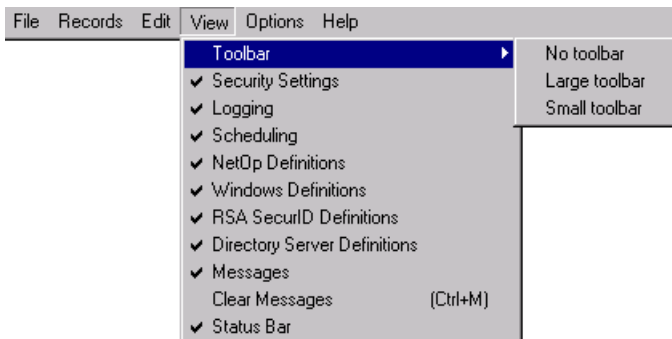 File Records Edit View Options Help
Toolbar
No toolbar
Large toolbar
Small toolbar
Security Settings
Logging
Scheduling
NetOp Definitions
Windows Definitions
RSA SecurID Definitions
Directory Server Definitions
Messages
Clear Messages (Ctrl+M)
Status Bar